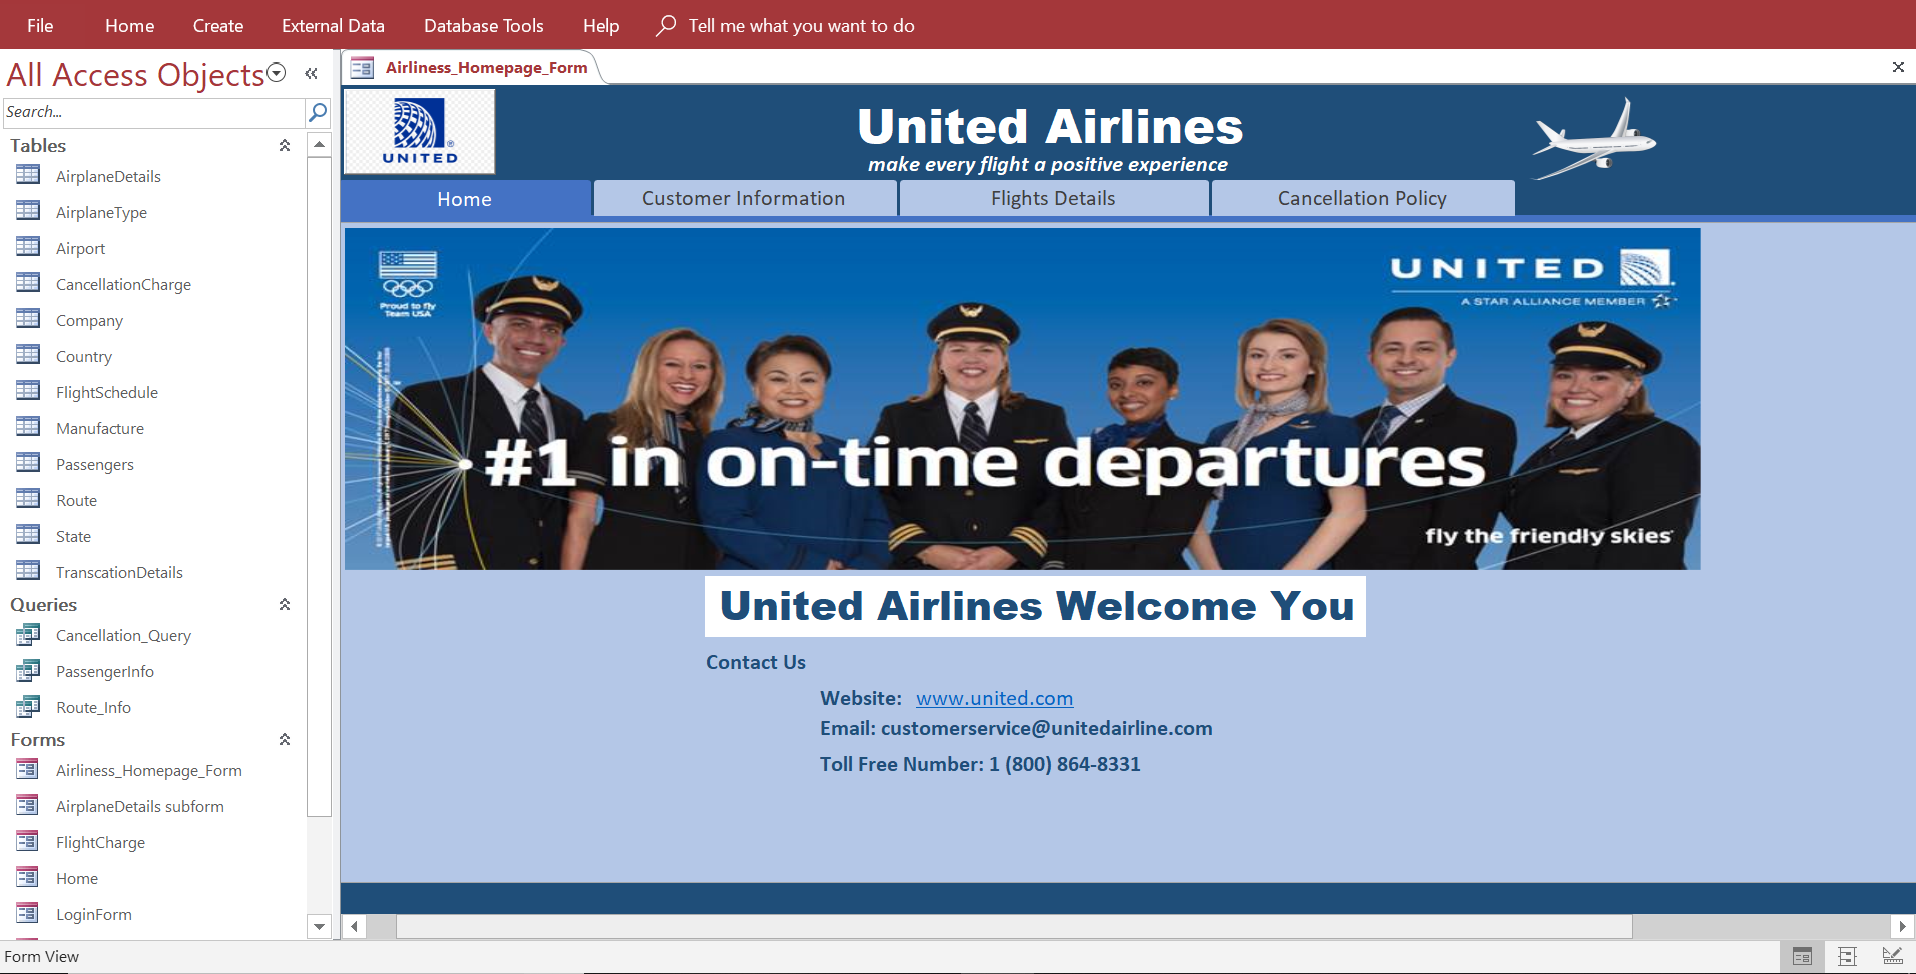 File Home Create External Data Database Tools Help Tell me what you want to do
All Access Objects
Search...
Tables
AirplaneDetails
AirplaneType
Airport
CancellationCharge
Company
Country
FlightSchedule
Manufacture
Passengers
Route
State
TranscationDetails
Queries
Cancellation_Query
PassengerInfo
Route_Info
Forms
Airliness_Homepage_Form
AirplaneDetails subform
FlightCharge
Home
LoginForm
Airliness_Homepage_Form
UNITED
United Airlines
make every flight a positive experience
Home Customer Information Flights Details Cancellation Policy
Proud to fly
Team USA
UNITED
A STAR ALLIANCE MEMBER
#1 in on-time departures
fly the friendly skies
United Airlines Welcome You
Contact Us
Website: www.united.com
Email: customerservice@unitedairline.com
Toll Free Number: 1 (800) 864-8331
Form View